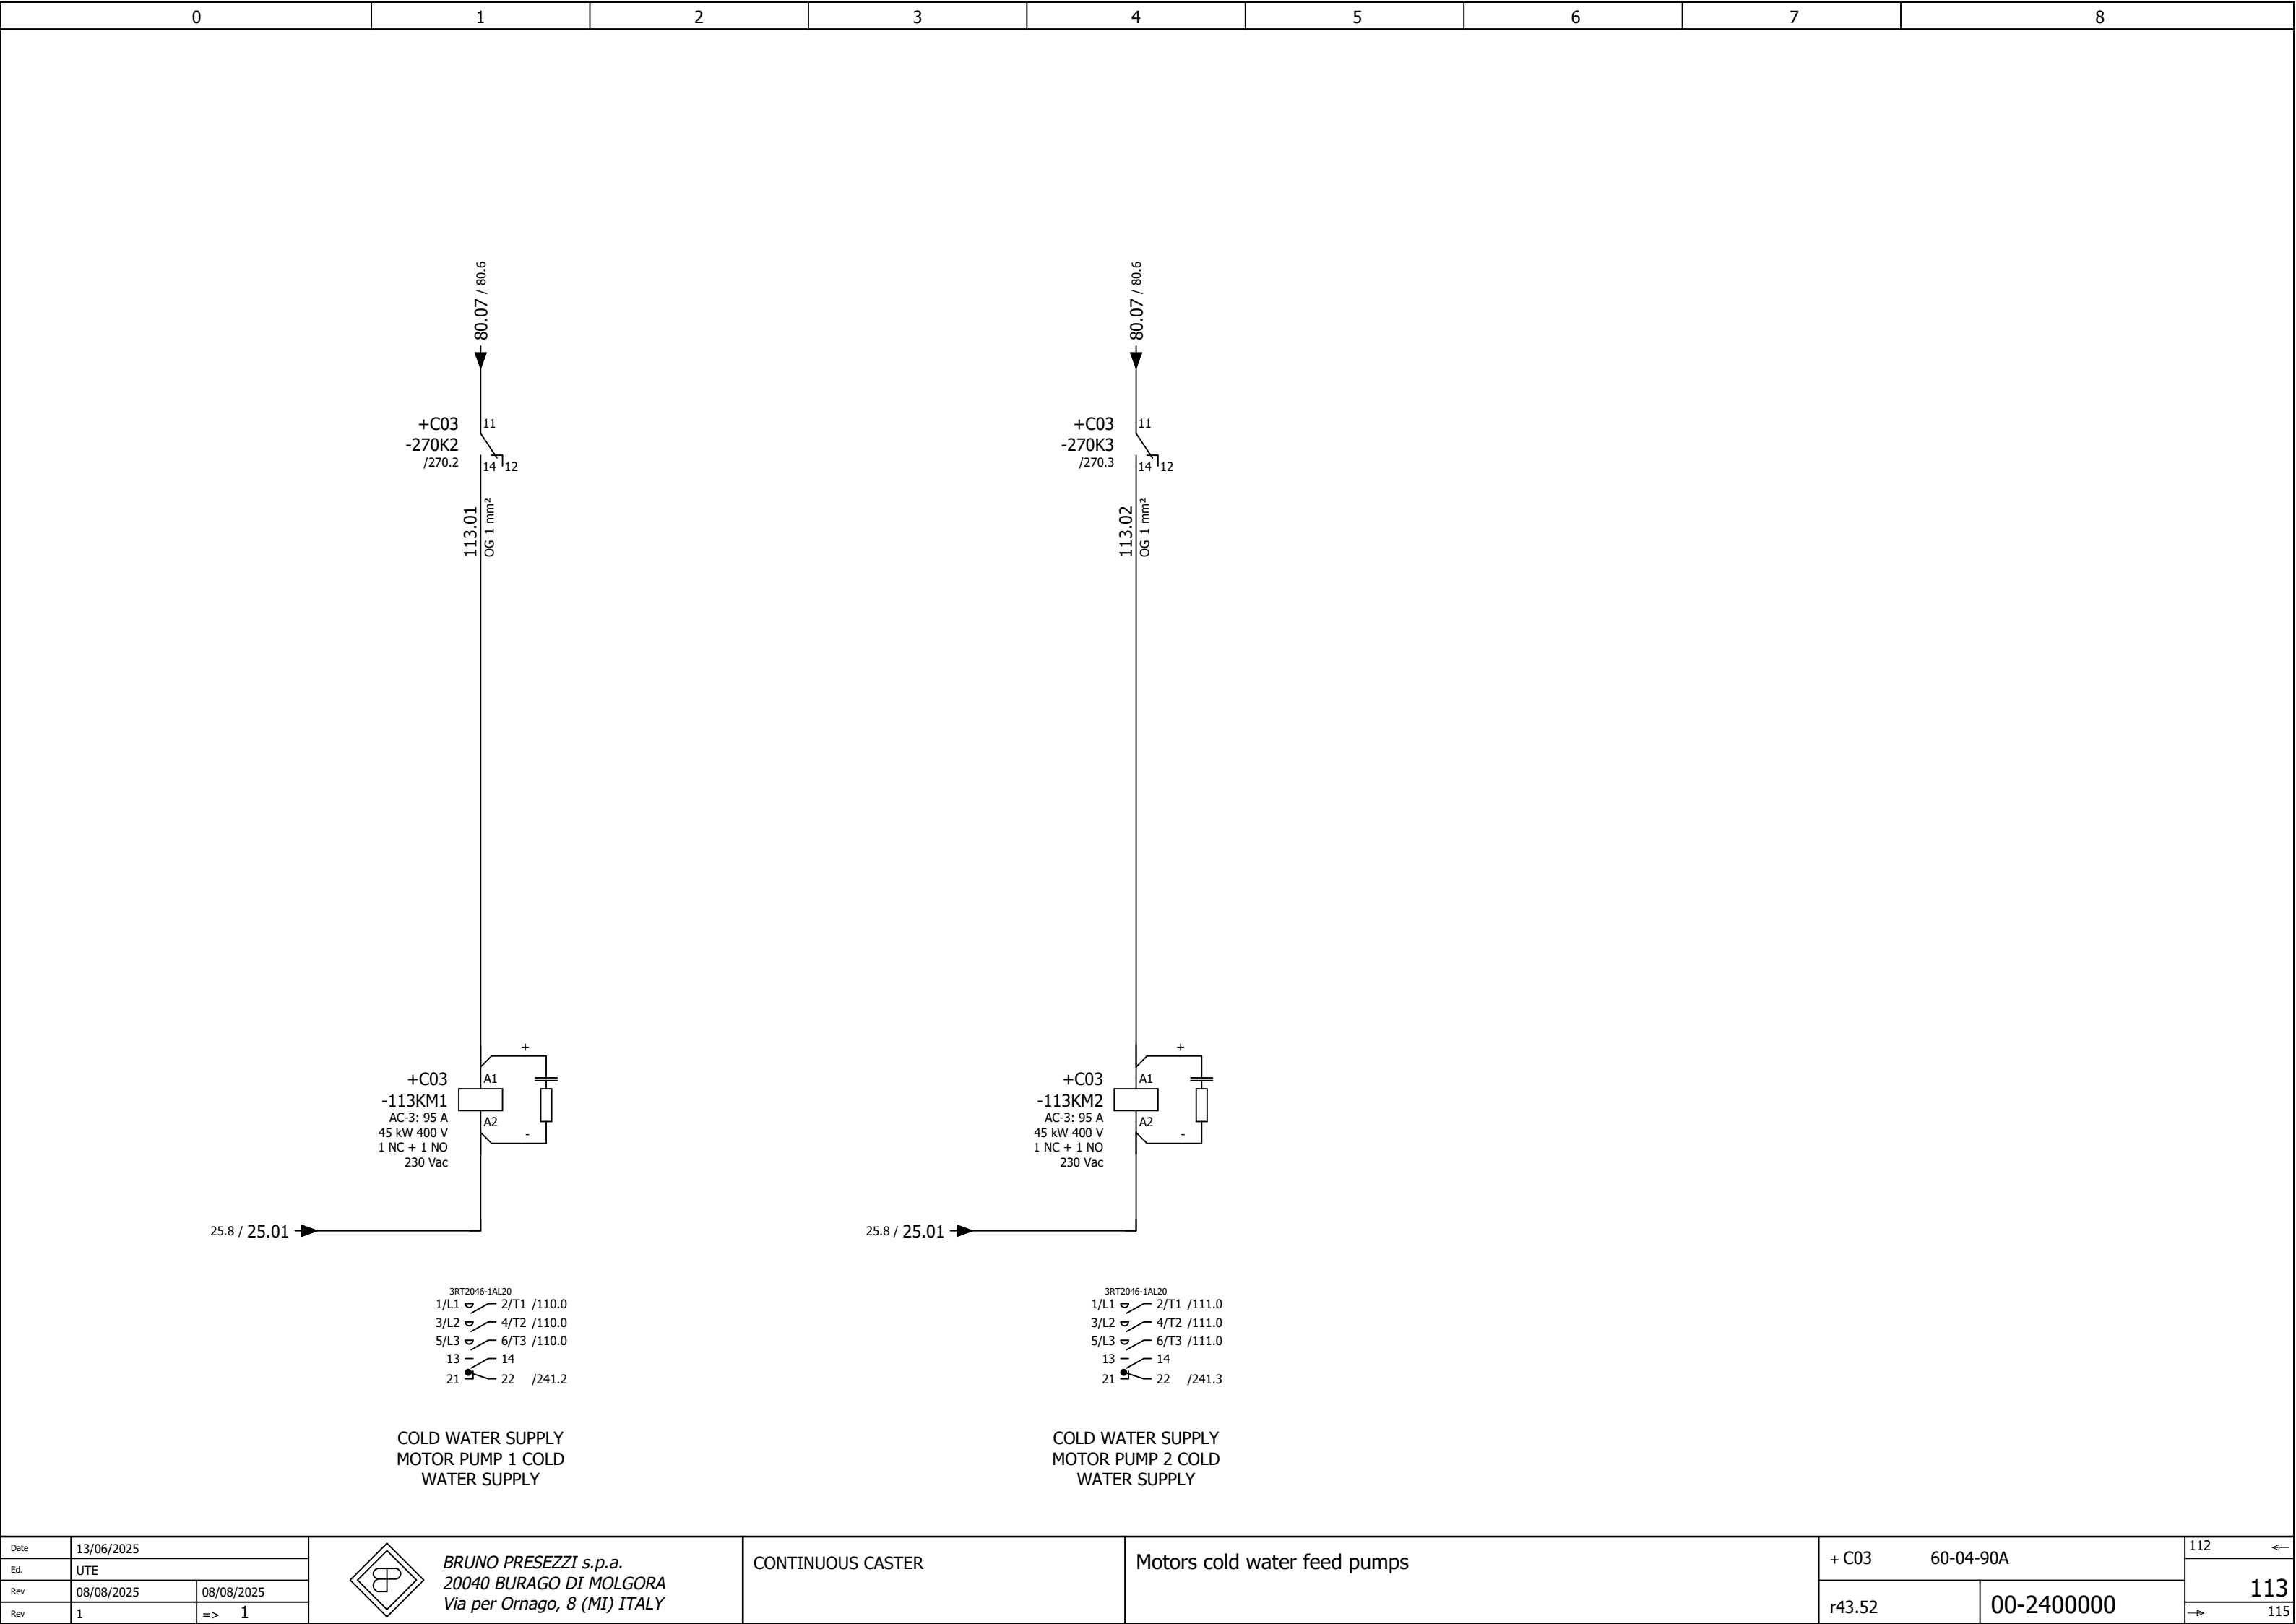 0 1 2 3 4 5 6 7 8
80.07 / 80.6
80.07 / 80.6
+C03
-270K2
/270.2
11
14 12
+C03
-270K3
/270.3
11
14 12
113.01
OG 1 mm²
113.02
OG 1 mm²
+C03
-113KM1
AC-3: 95 A
45 kW 400 V
1 NC + 1 NO
230 Vac
A1
A2
+
-
+C03
-113KM2
AC-3: 95 A
45 kW 400 V
1 NC + 1 NO
230 Vac
A1
A2
+
-
25.8 / 25.01
25.8 / 25.01
3RT2046-1AL20
1/L1 2/T1 /110.0
3/L2 4/T2 /110.0
5/L3 6/T3 /110.0
13 14
21 22 /241.2
3RT2046-1AL20
1/L1 2/T1 /111.0
3/L2 4/T2 /111.0
5/L3 6/T3 /111.0
13 14
21 22 /241.3
COLD WATER SUPPLY
MOTOR PUMP 1 COLD
WATER SUPPLY
COLD WATER SUPPLY
MOTOR PUMP 2 COLD
WATER SUPPLY
Date 13/06/2025
Ed. UTE
Rev 08/08/2025 08/08/2025
Rev 1 => 1
BRUNO PRESEZZI s.p.a.
20040 BURAGO DI MOLGORA
Via per Ornago, 8 (MI) ITALY
CONTINUOUS CASTER
Motors cold water feed pumps
+ C03 60-04-90A
r43.52 00-2400000
112
113
115